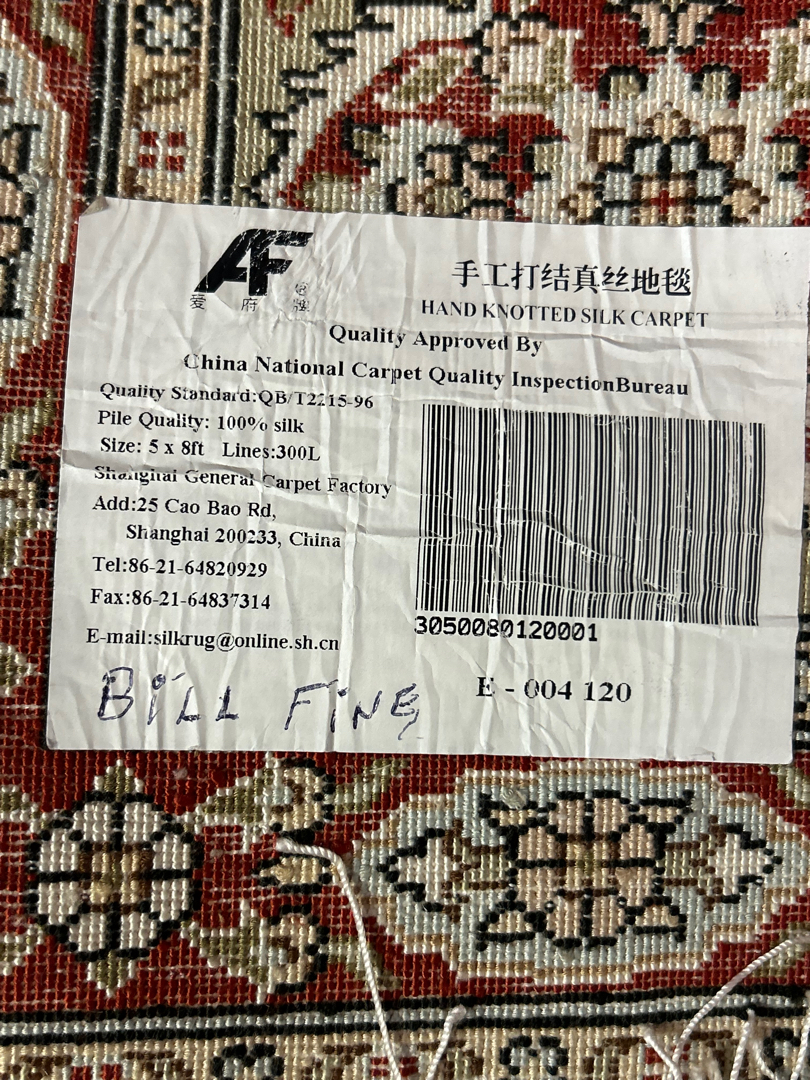 AF
爱府牌
手工打结真丝地毯
HAND KNOTTED SILK CARPET
Quality Approved By
China National Carpet Quality InspectionBureau
Quality Standard:QB/T2215-96
Pile Quality: 100% silk
Size: 5 x 8ft Lines:300L
Shanghai General Carpet Factory
Add:25 Cao Bao Rd,
Shanghai 200233, China
Tel:86-21-64820929
Fax:86-21-64837314
E-mail:silkrug@online.sh.cn
3050080120001
E - 004 120
BiLL FiNE